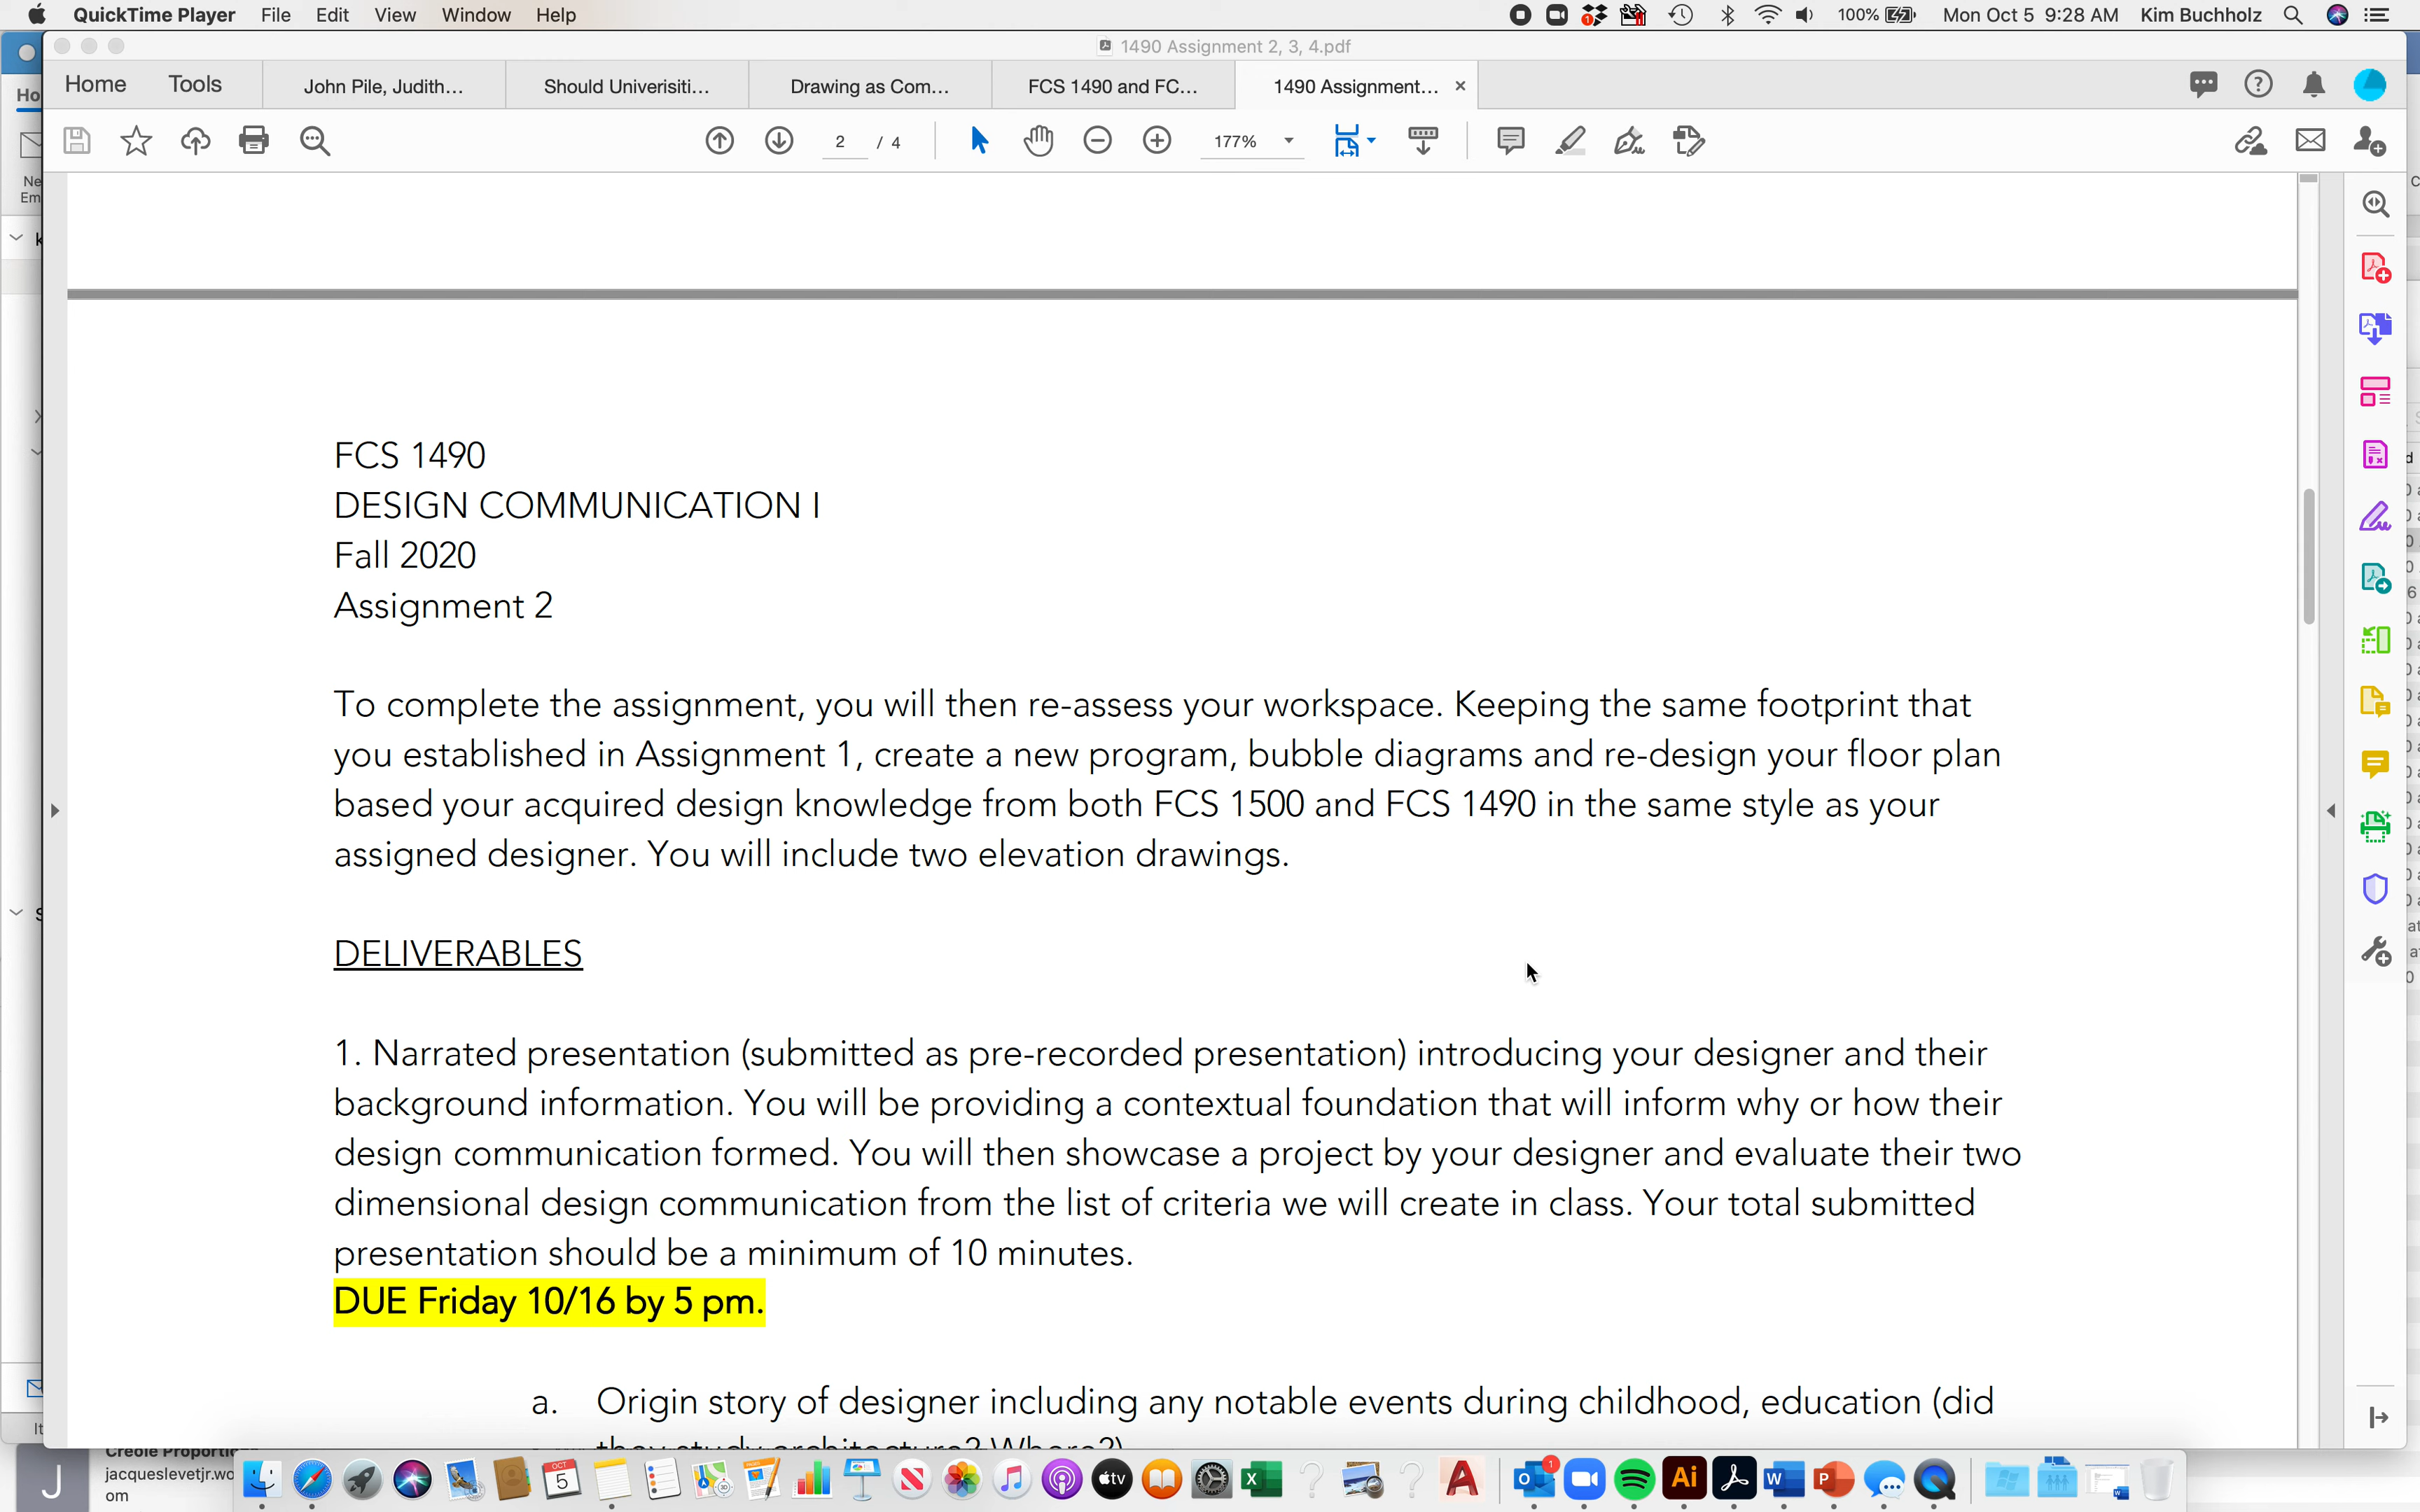 QuickTime Player File Edit View Window Help 100% Mon Oct 5 9:28 AM Kim Buchholz
1490 Assignment 2, 3, 4.pdf
Home Tools John Pile, Judith... Should Univerisiti... Drawing as Com... FCS 1490 and FC... 1490 Assignment... ×
2 / 4 177%
FCS 1490
DESIGN COMMUNICATION I
Fall 2020
Assignment 2
To complete the assignment, you will then re-assess your workspace. Keeping the same footprint that
you established in Assignment 1, create a new program, bubble diagrams and re-design your floor plan
based your acquired design knowledge from both FCS 1500 and FCS 1490 in the same style as your
assigned designer. You will include two elevation drawings.
DELIVERABLES
1. Narrated presentation (submitted as pre-recorded presentation) introducing your designer and their
background information. You will be providing a contextual foundation that will inform why or how their
design communication formed. You will then showcase a project by your designer and evaluate their two
dimensional design communication from the list of criteria we will create in class. Your total submitted
presentation should be a minimum of 10 minutes.
DUE Friday 10/16 by 5 pm.
a. Origin story of designer including any notable events during childhood, education (did
they study architecture? Where?)
jacqueslevetjr.wo
om
J
OCT
5
tv